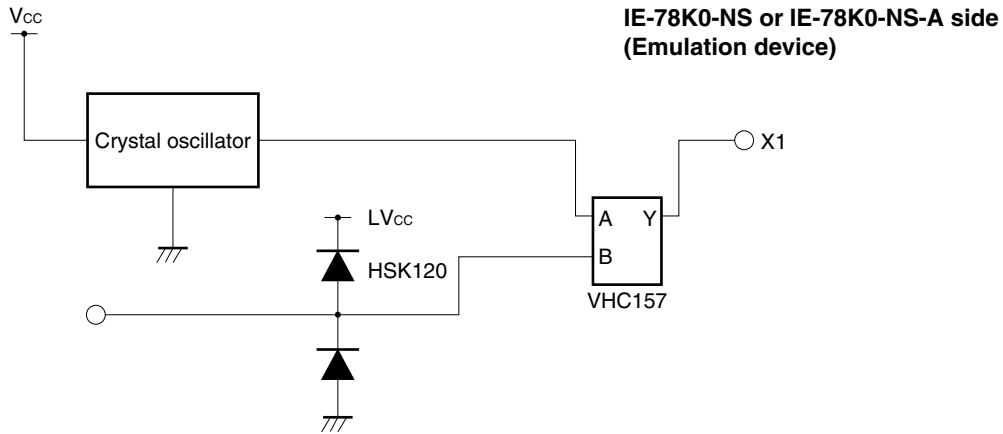 IE-78K0-NS or IE-78K0-NS-A side
(Emulation device)
VCC
Crystal oscillator
X1
LVCC
A Y
HSK120
B
VHC157